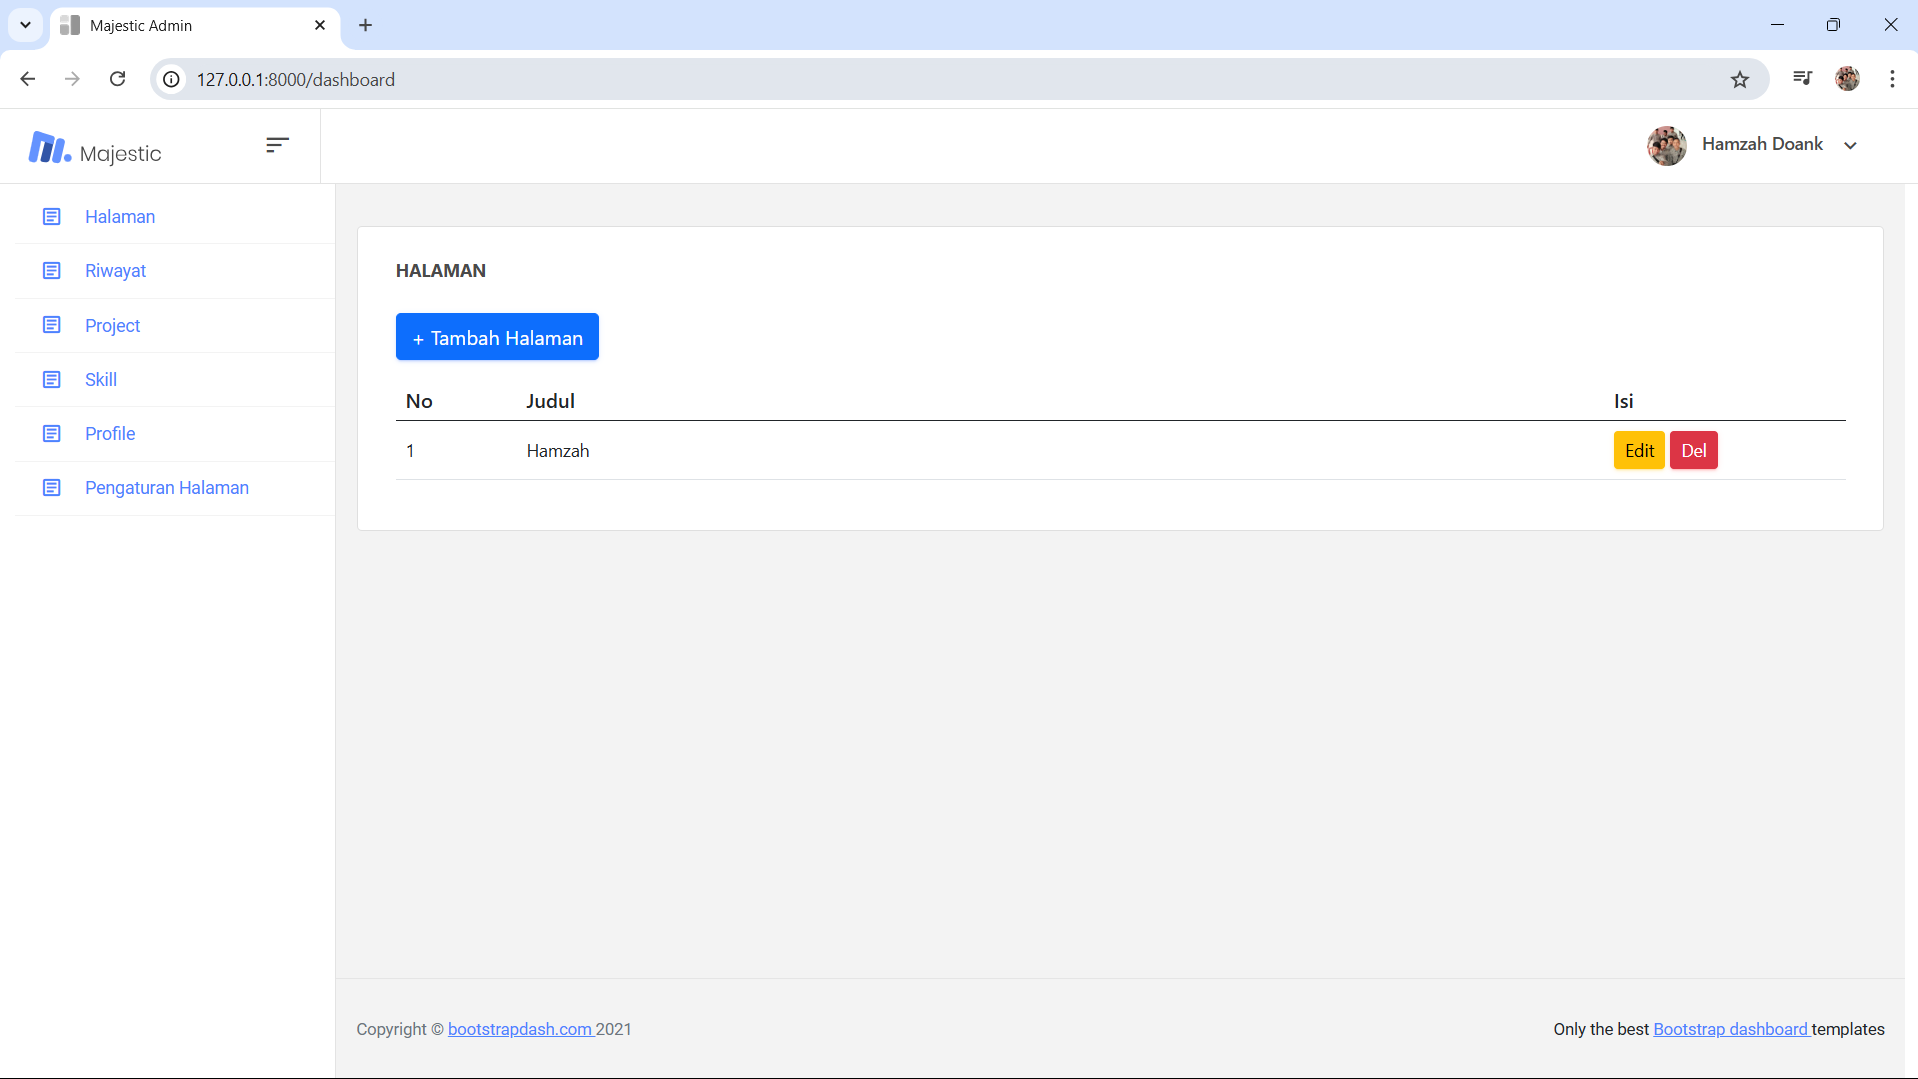 Majestic Admin
127.0.0.1:8000/dashboard
Majestic
Hamzah Doank
Halaman
Riwayat
Project
Skill
Profile
Pengaturan Halaman
HALAMAN
+ Tambah Halaman
No Judul Isi
1 Hamzah Edit Del
Copyright © bootstrapdash.com 2021
Only the best Bootstrap dashboard templates